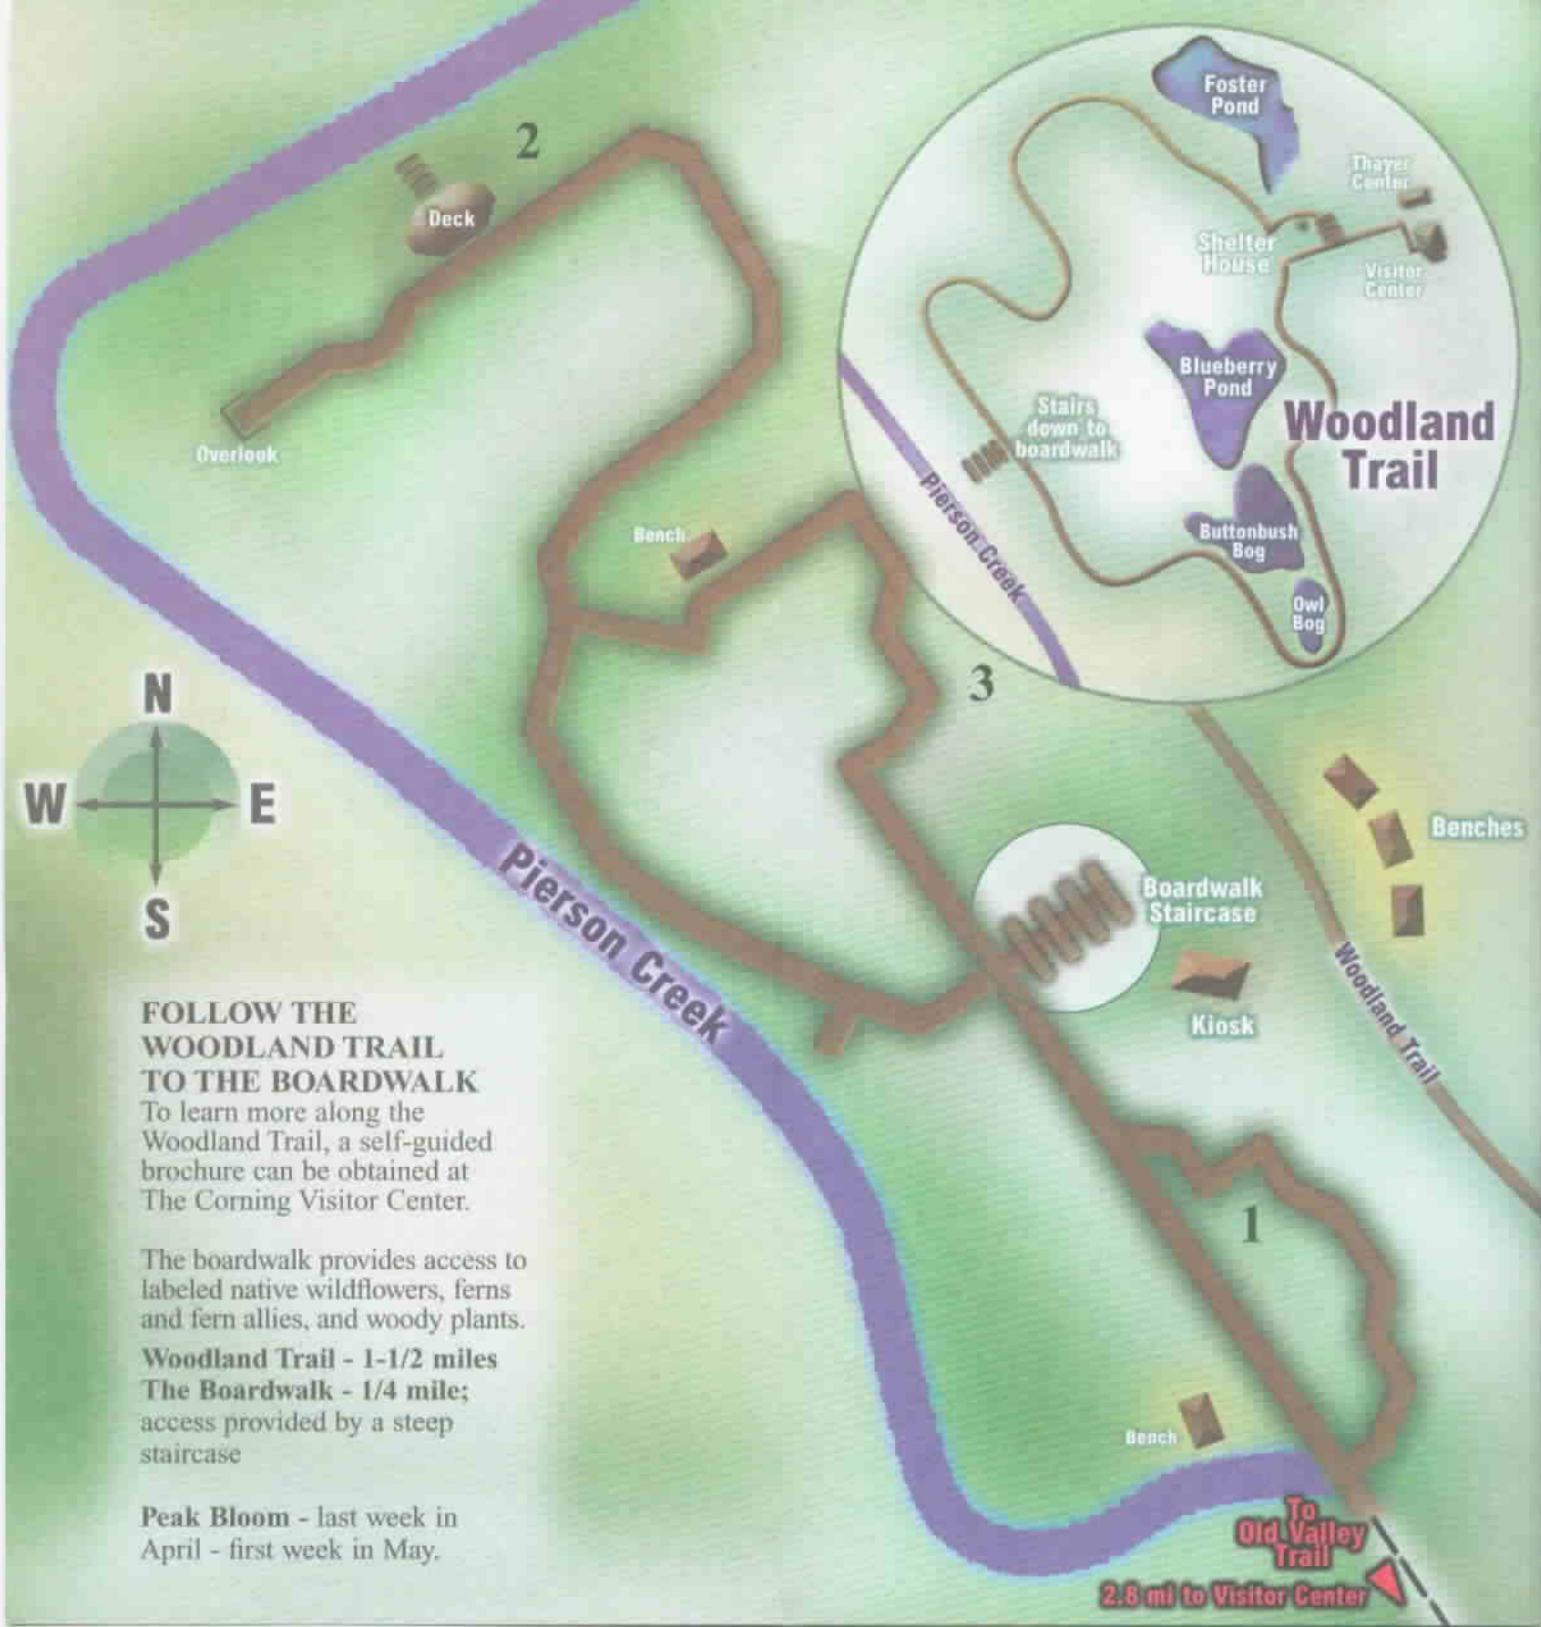 Foster
Pond
2
Thayer
Center
Deck
Shelter
House
Visitor
Center
Blueberry
Pond
Stairs
down to
boardwalk
Woodland
Trail
Overlook
Pierson Creek
Buttonbush
Bog
Bench
Owl
Bog
3
N
W
E
S
Benches
Boardwalk
Staircase
Pierson Creek
Kiosk
Woodland Trail
FOLLOW THE
WOODLAND TRAIL
TO THE BOARDWALK
To learn more along the
Woodland Trail, a self-guided
brochure can be obtained at
The Corning Visitor Center.
The boardwalk provides access to
labeled native wildflowers, ferns
and fern allies, and woody plants.
Woodland Trail - 1-1/2 miles
The Boardwalk - 1/4 mile;
access provided by a steep
staircase
Peak Bloom - last week in
April - first week in May.
1
Bench
To
Old Valley
Trail
2.8 mi to Visitor Center